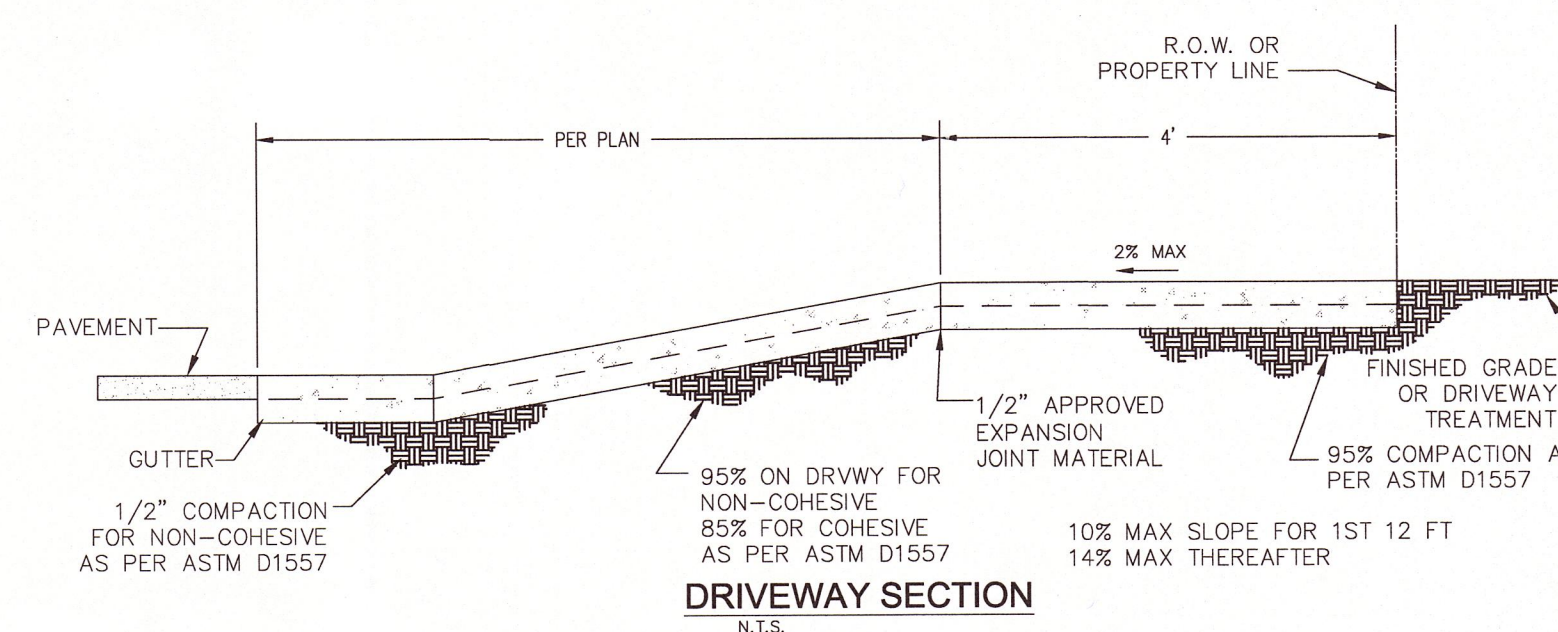 R.O.W. OR
PROPERTY LINE
PER PLAN
4'
2% MAX
PAVEMENT
GUTTER
1/2" COMPACTION
FOR NON-COHESIVE
AS PER ASTM D1557
95% ON DRVWY FOR
NON-COHESIVE
85% FOR COHESIVE
AS PER ASTM D1557
1/2" APPROVED
EXPANSION
JOINT MATERIAL
FINISHED GRADE
OR DRIVEWAY
TREATMENT
95% COMPACTION A
PER ASTM D1557
10% MAX SLOPE FOR 1ST 12 FT
14% MAX THEREAFTER
DRIVEWAY SECTION
N.T.S.